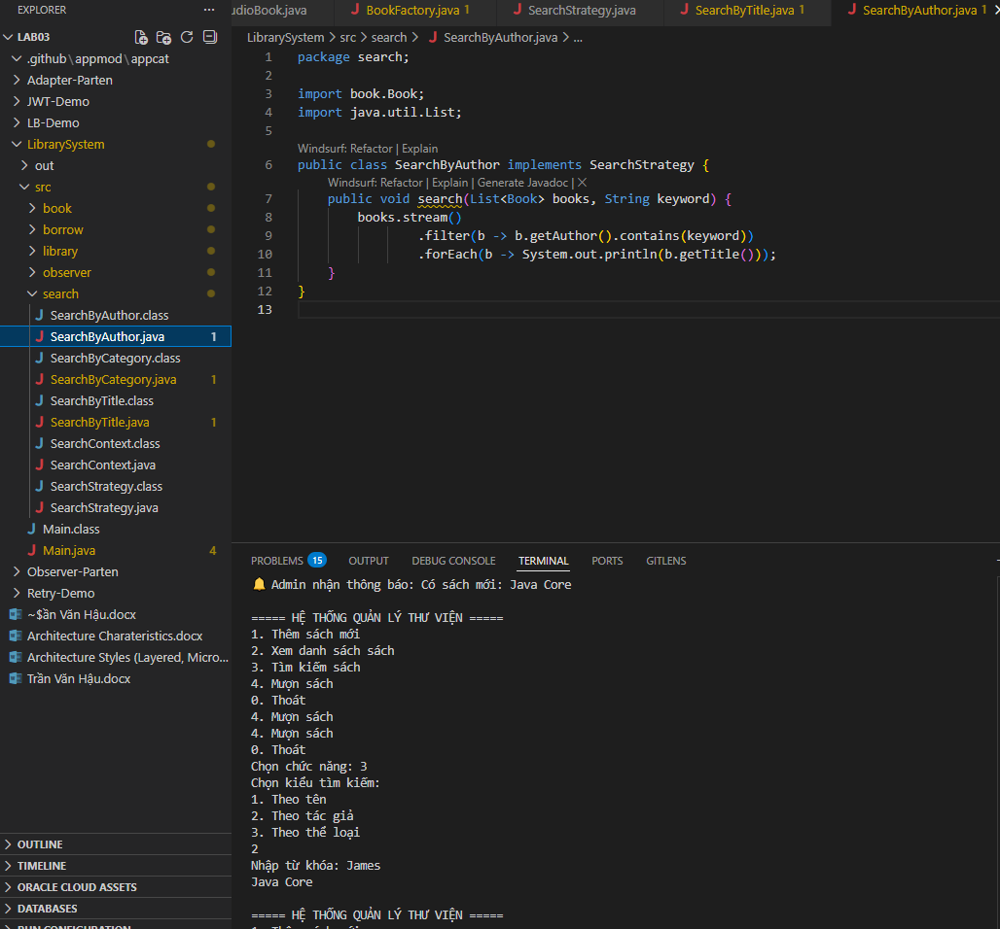 EXPLORER
LAB03
.github\appmod\appcat
Adapter-Parten
JWT-Demo
LB-Demo
LibrarySystem
out
src
book
borrow
library
observer
search
SearchByAuthor.class
SearchByAuthor.java 1
SearchByCategory.class
SearchByCategory.java 1
SearchByTitle.class
SearchByTitle.java 1
SearchContext.class
SearchContext.java
SearchStrategy.class
SearchStrategy.java
Main.class
Main.java 4
Observer-Parten
Retry-Demo
~$ần Văn Hậu.docx
Architecture Charateristics.docx
Architecture Styles (Layered, Micro...
Trần Văn Hậu.docx
OUTLINE
TIMELINE
ORACLE CLOUD ASSETS
DATABASES
RUN CONFIGURATION
udioBook.java BookFactory.java 1 SearchStrategy.java SearchByTitle.java 1 SearchByAuthor.java 1
LibrarySystem > src > search > SearchByAuthor.java > ...
1 package search;
2
3 import book.Book;
4 import java.util.List;
5
Windsurf: Refactor | Explain
6 public class SearchByAuthor implements SearchStrategy {
Windsurf: Refactor | Explain | Generate Javadoc | X
7 public void search(List<Book> books, String keyword) {
8 books.stream()
9 .filter(b -> b.getAuthor().contains(keyword))
10 .forEach(b -> System.out.println(b.getTitle()));
11 }
12 }
13
PROBLEMS 15 OUTPUT DEBUG CONSOLE TERMINAL PORTS GITLENS
🔔 Admin nhận thông báo: Có sách mới: Java Core
===== HỆ THỐNG QUẢN LÝ THƯ VIỆN =====
1. Thêm sách mới
2. Xem danh sách sách
3. Tìm kiếm sách
4. Mượn sách
0. Thoát
4. Mượn sách
4. Mượn sách
0. Thoát
Chọn chức năng: 3
Chọn kiểu tìm kiếm:
1. Theo tên
2. Theo tác giả
3. Theo thể loại
2
Nhập từ khóa: James
Java Core
===== HỆ THỐNG QUẢN LÝ THƯ VIỆN =====
1. Thêm sách mới